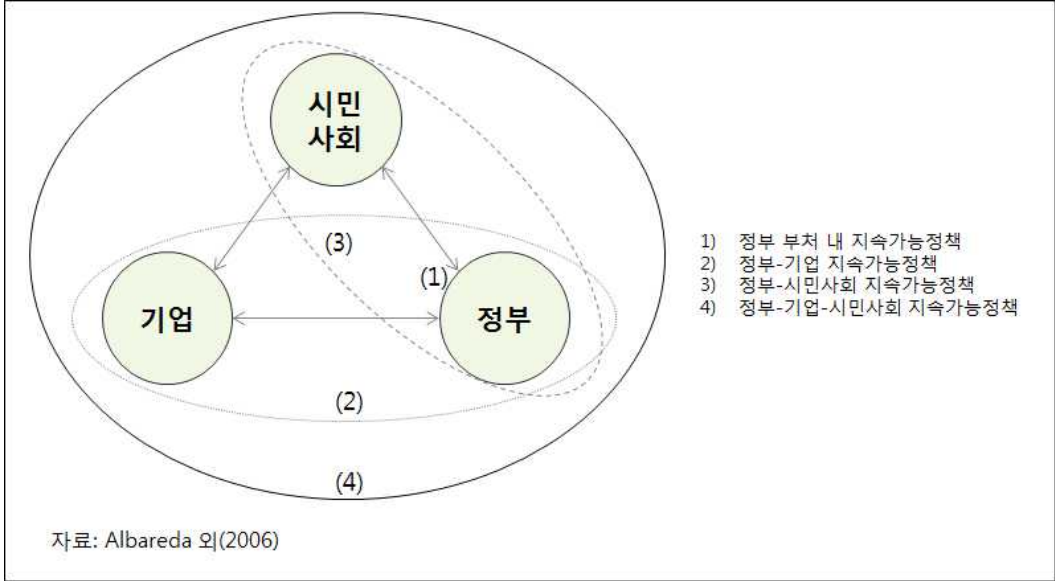 시민
사회
(3)
(1)
기업
정부
(2)
(4)
1) 정부 부처 내 지속가능정책
2) 정부-기업 지속가능정책
3) 정부-시민사회 지속가능정책
4) 정부-기업-시민사회 지속가능정책
자료: Albareda 외(2006)